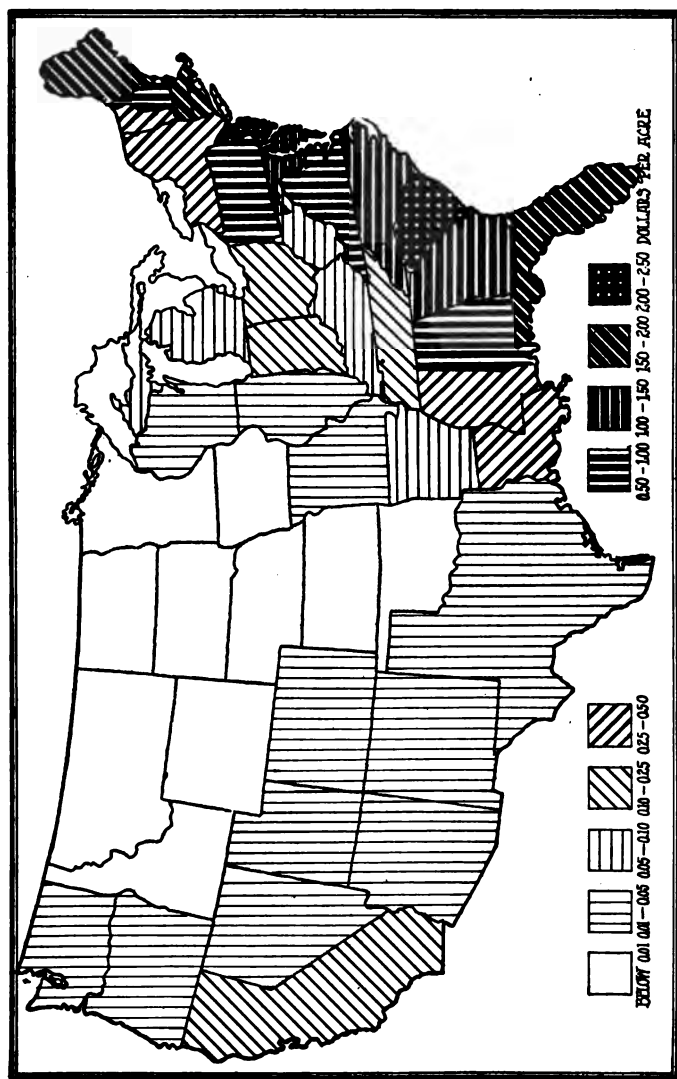 BELOW 0.01
0.01 – 0.05
0.05 – 0.10
0.10 – 0.25
0.25 – 0.50
0.50 – 1.00
1.00 – 1.50
1.50 – 2.00
2.00 – 2.50
DOLLARS PER ACRE